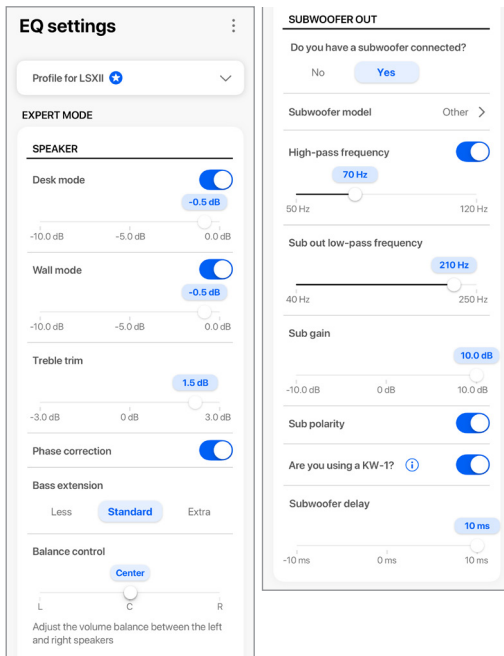 EQ settings
Profile for LSXII
EXPERT MODE
SPEAKER
Desk mode
-0.5 dB
-10.0 dB -5.0 dB 0.0 dB
Wall mode
-0.5 dB
-10.0 dB -5.0 dB 0.0 dB
Treble trim
1.5 dB
-3.0 dB 0 dB 3.0 dB
Phase correction
Bass extension
Less Standard Extra
Balance control
Center
L C R
Adjust the volume balance between the left
and right speakers
SUBWOOFER OUT
Do you have a subwoofer connected?
No Yes
Subwoofer model Other
High-pass frequency
70 Hz
50 Hz 120 Hz
Sub out low-pass frequency
210 Hz
40 Hz 250 Hz
Sub gain
10.0 dB
-10.0 dB 0 dB 10.0 dB
Sub polarity
Are you using a KW-1? i
Subwoofer delay
10 ms
-10 ms 0 ms 10 ms